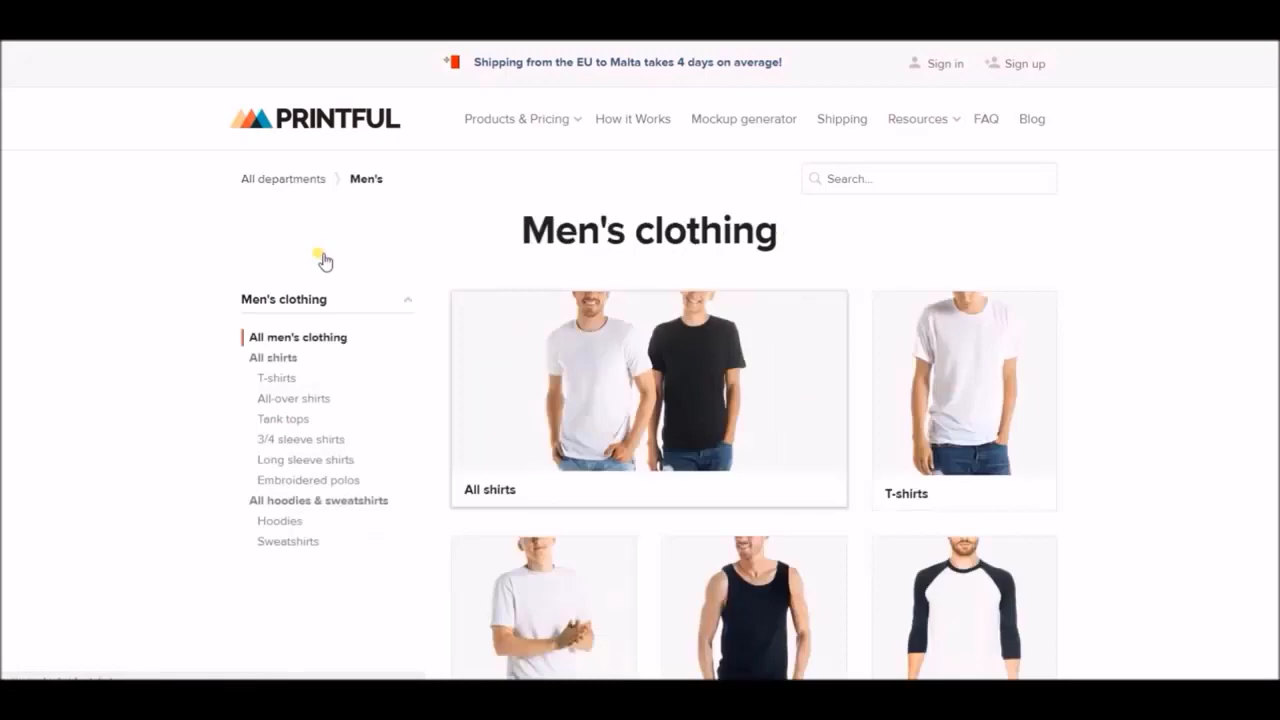 Shipping from the EU to Malta takes 4 days on average!
Sign in
Sign up
PRINTFUL
Products & Pricing
How it Works
Mockup generator
Shipping
Resources
FAQ
Blog
All departments
Men's
Search...
Men's clothing
Men's clothing
All men's clothing
All shirts
T-shirts
All-over shirts
Tank tops
3/4 sleeve shirts
Long sleeve shirts
Embroidered polos
All hoodies & sweatshirts
Hoodies
Sweatshirts
All shirts
T-shirts